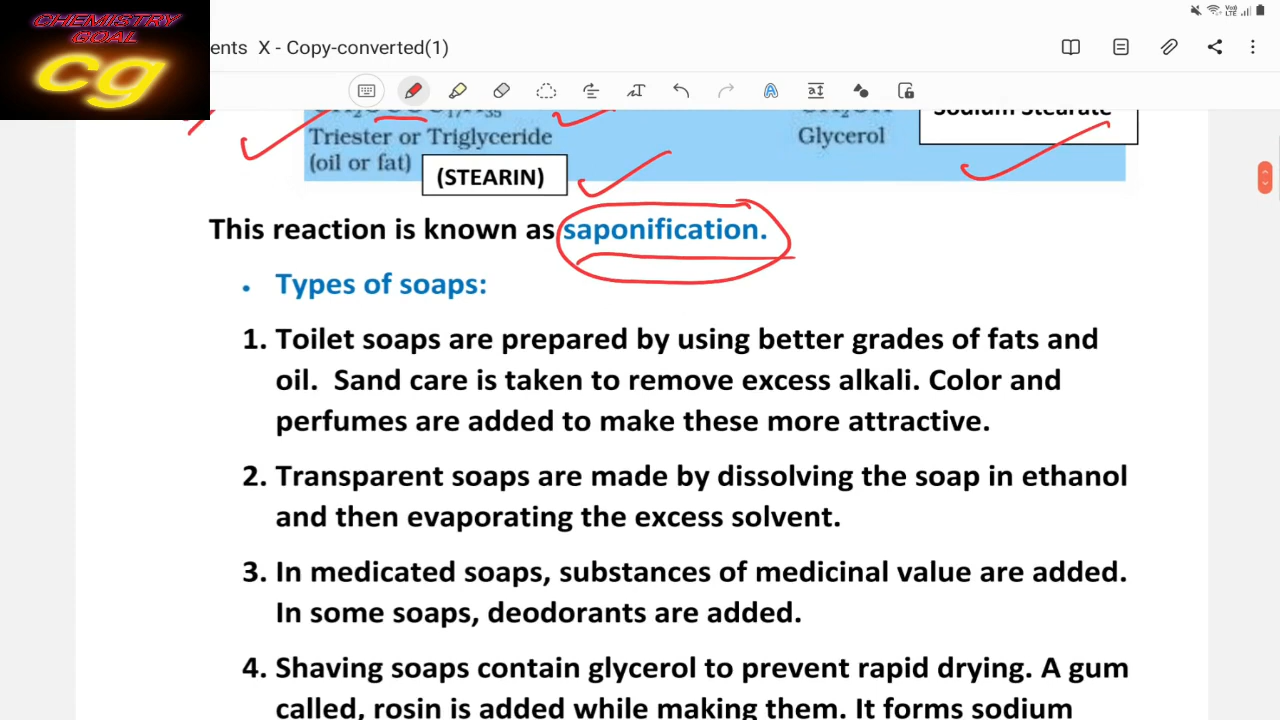 CHEMISTRY
GOAL
cg
ents X - Copy-converted(1)
Vo)
LTE
Triester or Triglyceride
(oil or fat)
(STEARIN)
Glycerol
Sodium Stearate
This reaction is known as saponification.
• Types of soaps:
1. Toilet soaps are prepared by using better grades of fats and
oil. Sand care is taken to remove excess alkali. Color and
perfumes are added to make these more attractive.
2. Transparent soaps are made by dissolving the soap in ethanol
and then evaporating the excess solvent.
3. In medicated soaps, substances of medicinal value are added.
In some soaps, deodorants are added.
4. Shaving soaps contain glycerol to prevent rapid drying. A gum
called, rosin is added while making them. It forms sodium